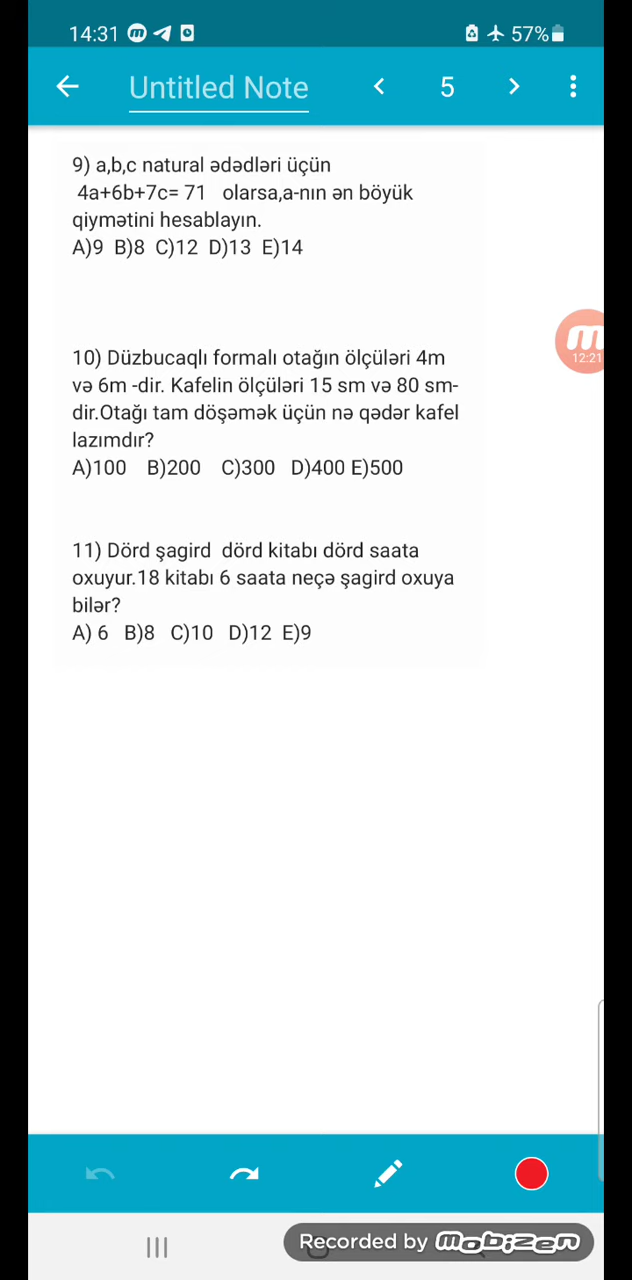 14:31 57%
Untitled Note < 5 >
9) a,b,c natural ədədləri üçün
4a+6b+7c= 71 olarsa,a-nın ən böyük
qiymətini hesablayın.
A)9 B)8 C)12 D)13 E)14
m
12:21
10) Düzbucaqlı formalı otağın ölçüləri 4m
və 6m -dir. Kafelin ölçüləri 15 sm və 80 sm-
dir.Otağı tam döşəmək üçün nə qədər kafel
lazımdır?
A)100 B)200 C)300 D)400 E)500
11) Dörd şagird dörd kitabı dörd saata
oxuyur.18 kitabı 6 saata neçə şagird oxuya
bilər?
A) 6 B)8 C)10 D)12 E)9
Recorded by mobizen